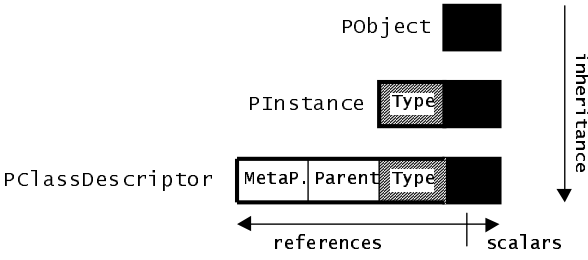 PObject
PInstance Type
PClassDescriptor MetaP. Parent Type
references scalars
inheritance